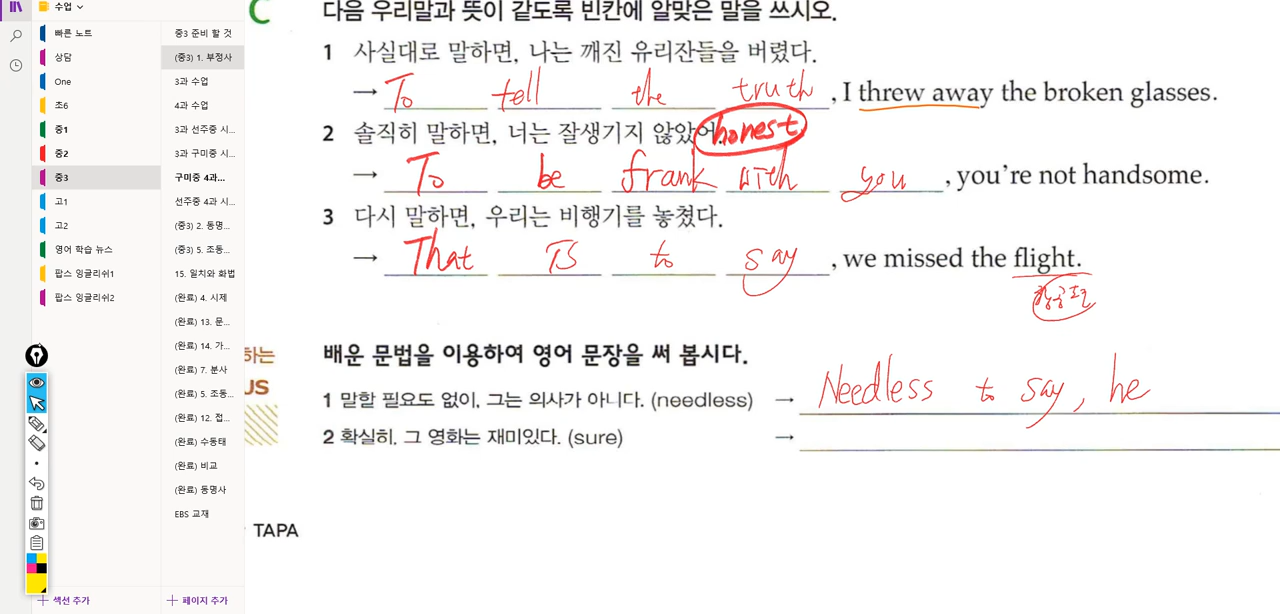 수업
빠른 노트
상담
One
초6
중1
중2
중3
고1
고2
영어 학습 뉴스
팝스 잉글리쉬1
팝스 잉글리쉬2
섹션 추가
중3 준비 할 것
(중3) 1. 부정사
3과 수업
4과 수업
3과 선주중 시...
3과 구미중 시...
구미중 4과...
선주중 4과 시...
(중3) 2. 동명...
(중3) 5. 조동...
15. 일치와 화법
(완료) 4. 시제
(완료) 13. 문...
(완료) 14. 가...
(완료) 7. 분사
(완료) 5. 조동...
(완료) 12. 접...
(완료) 수동태
(완료) 비교
(완료) 동명사
EBS 교재
페이지 추가
C 다음 우리말과 뜻이 같도록 빈칸에 알맞은 말을 쓰시오.
1 사실대로 말하면, 나는 깨진 유리잔들을 버렸다.
→ To tell the truth, I threw away the broken glasses.
2 솔직히 말하면, 너는 잘생기지 않았어. honest
→ To be frank with you, you're not handsome.
3 다시 말하면, 우리는 비행기를 놓쳤다.
→ That is to say, we missed the flight.
항공편
하는
US
배운 문법을 이용하여 영어 문장을 써 봅시다.
1 말할 필요도 없이, 그는 의사가 아니다. (needless) → Needless to say, he
2 확실히, 그 영화는 재미있다. (sure) →
TAPA